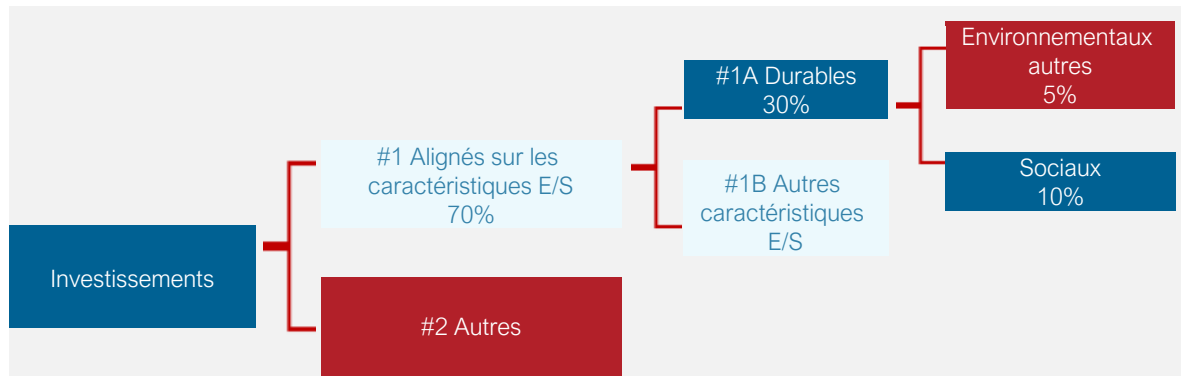 Investissements
#1 Alignés sur les
caractéristiques E/S
70%
#2 Autres
#1A Durables
30%
#1B Autres
caractéristiques
E/S
Environnementaux
autres
5%
Sociaux
10%